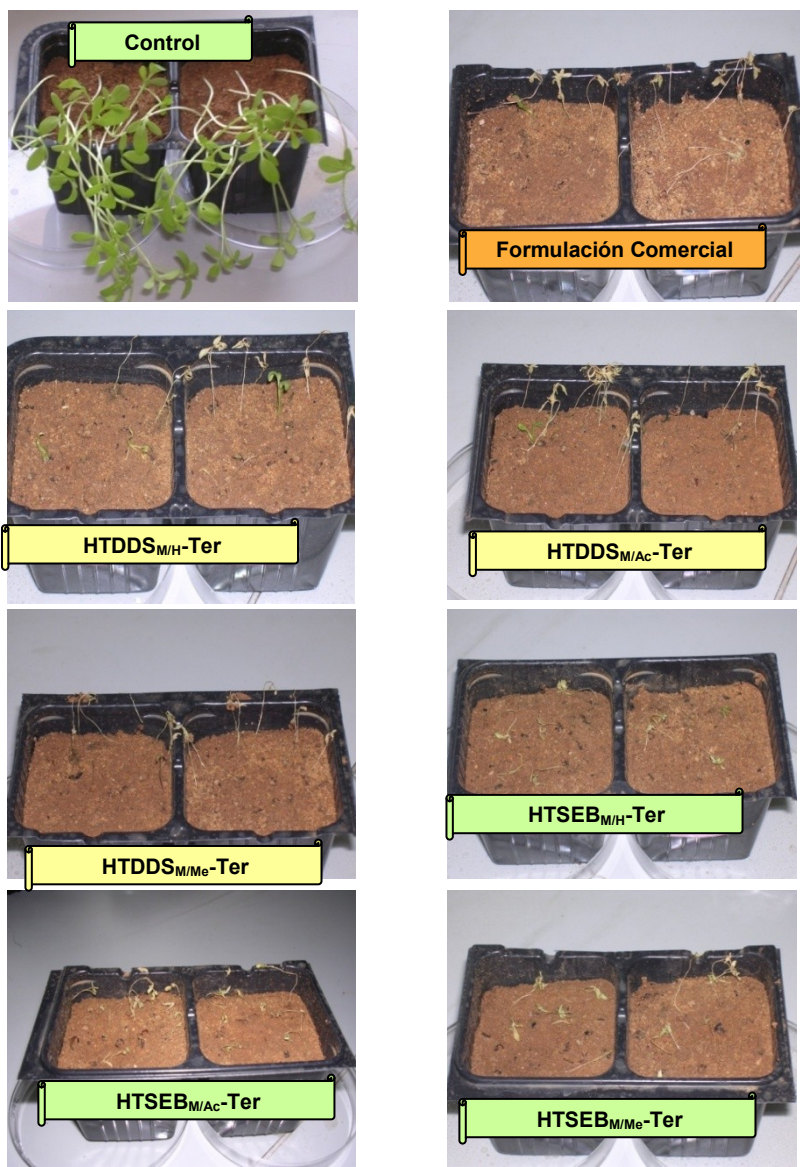 Control
Formulación Comercial
HTDDSM/H-Ter
HTDDSM/Ac-Ter
HTDDSM/Me-Ter
HTSEBM/H-Ter
HTSEBM/Ac-Ter
HTSEBM/Me-Ter